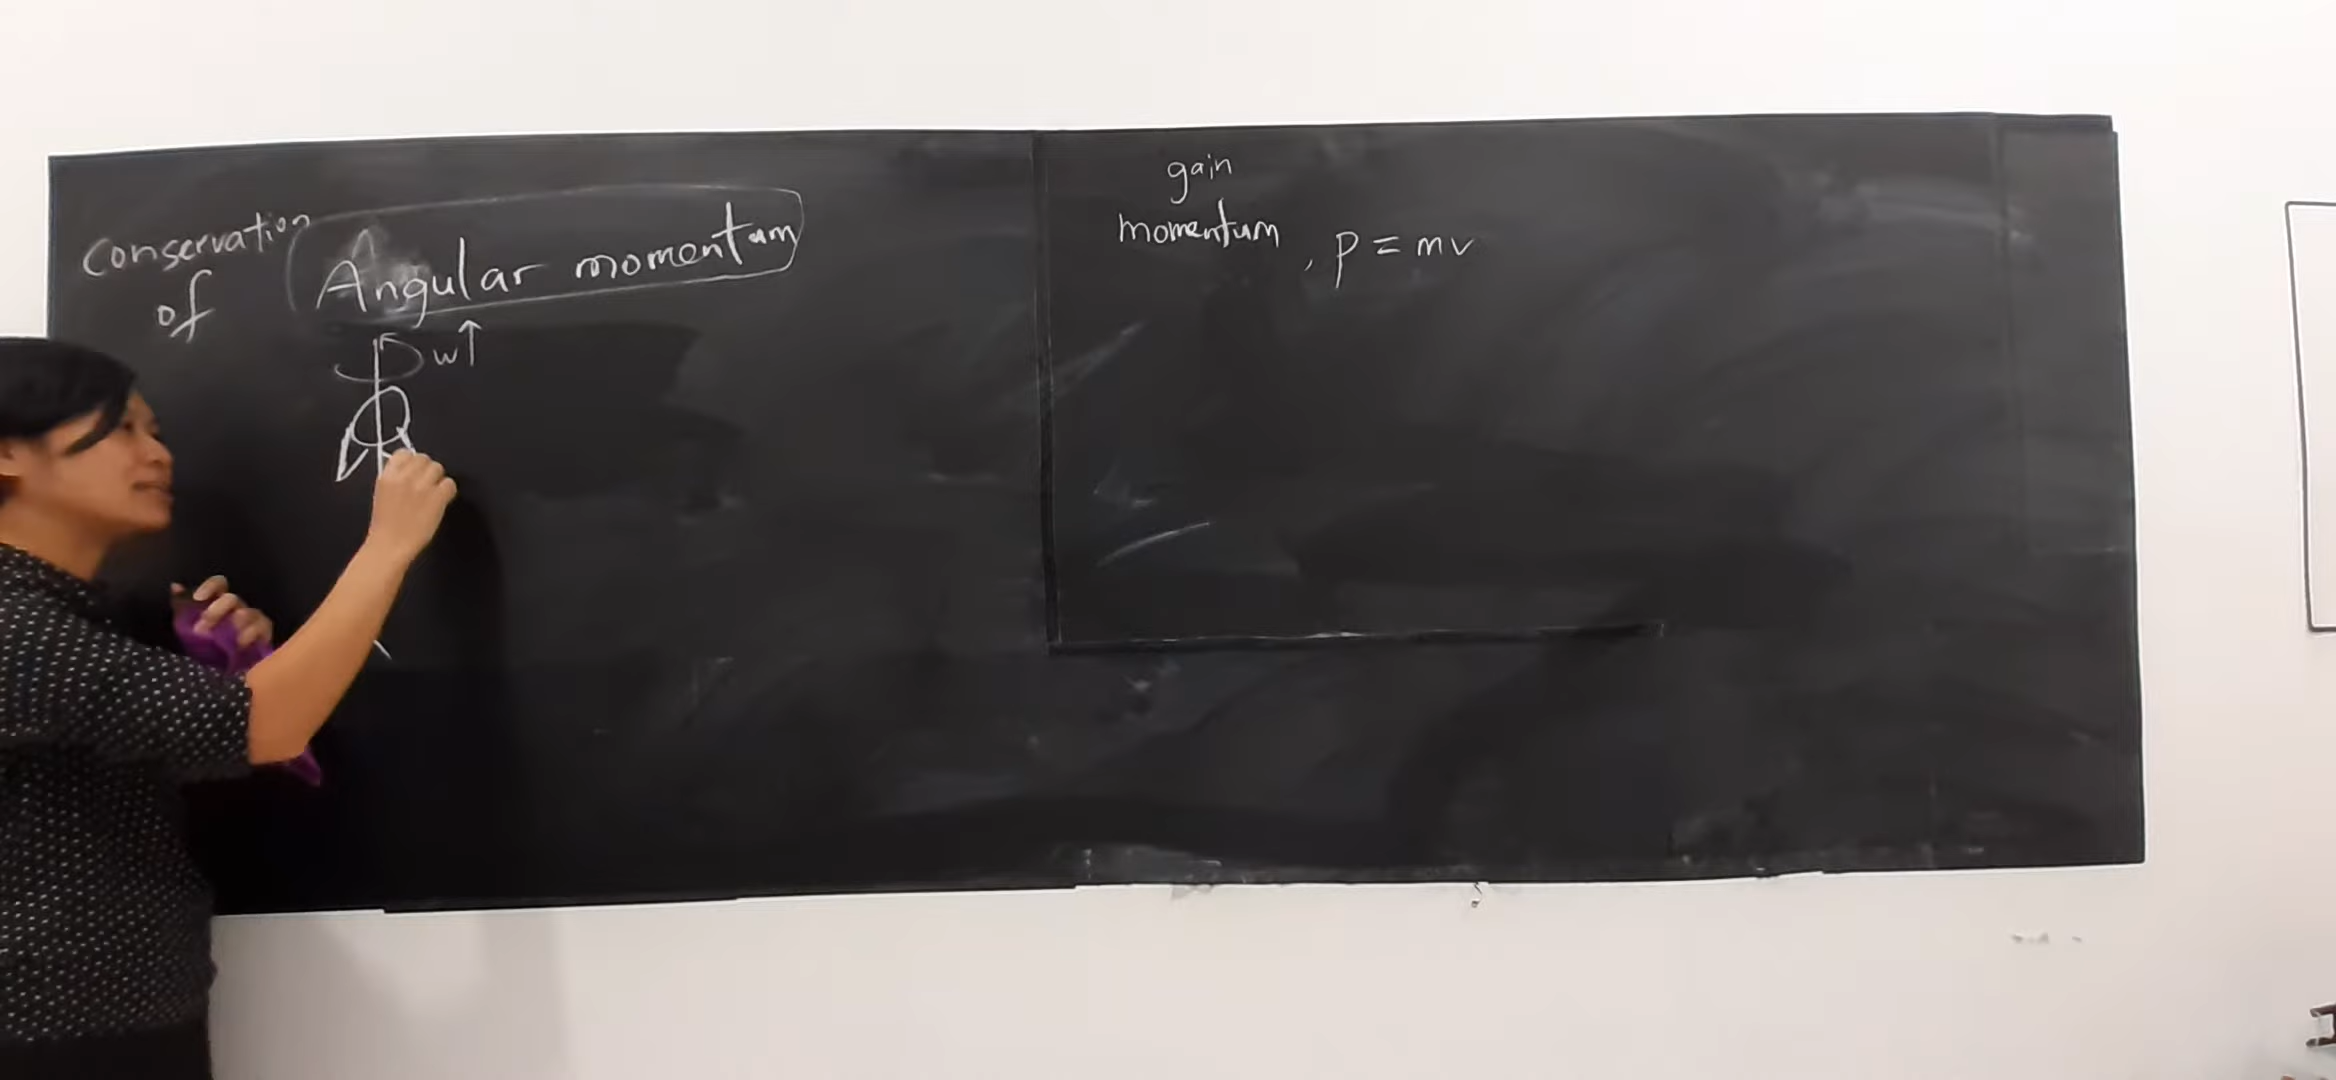 Conservation
of Angular momentum
w↑
gain
momentum, p = mv